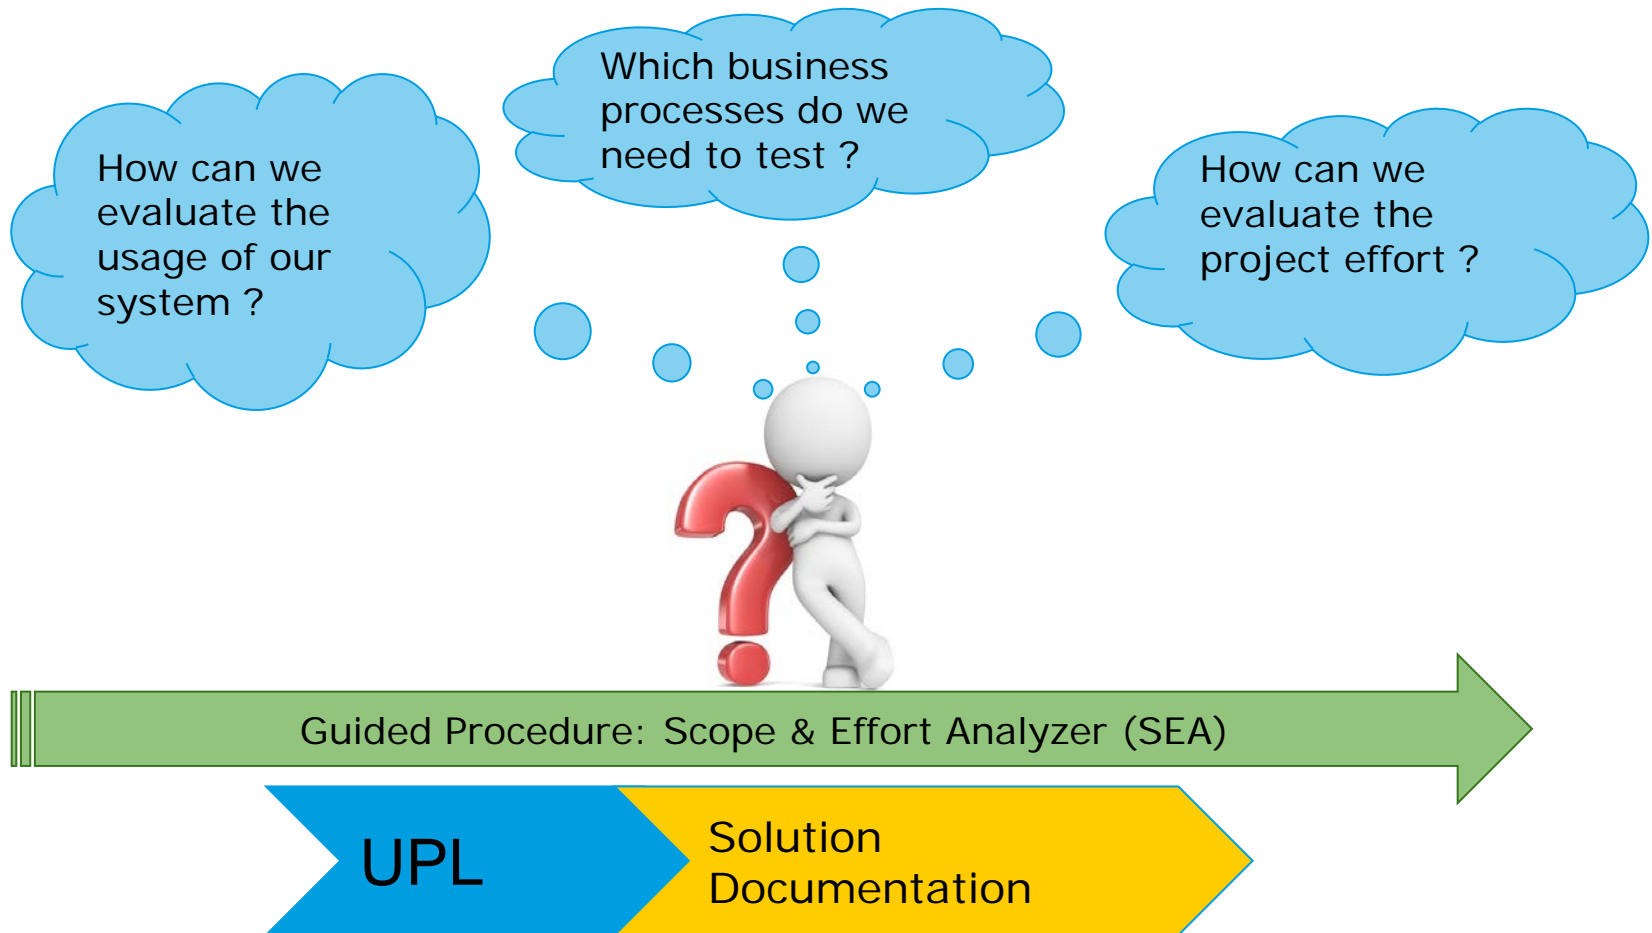 How can we
evaluate the
usage of our
system ?
Which business
processes do we
need to test ?
How can we
evaluate the
project effort ?
Guided Procedure: Scope & Effort Analyzer (SEA)
UPL
Solution
Documentation